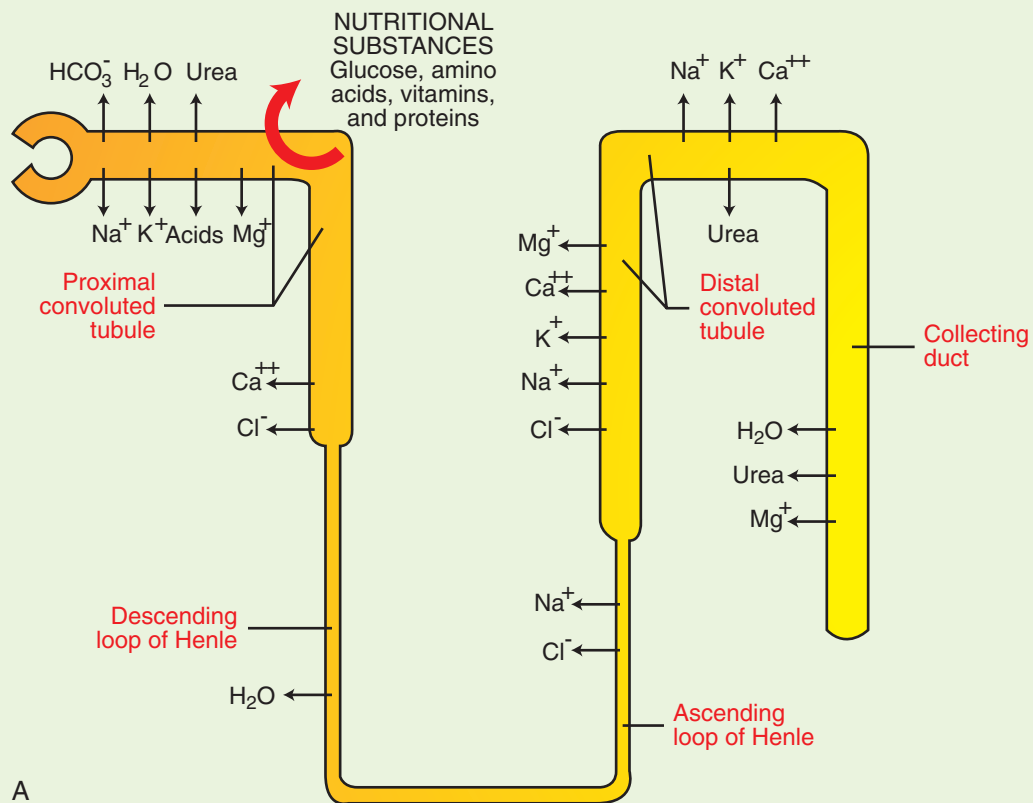 NUTRITIONAL
SUBSTANCES
Glucose, amino
acids, vitamins,
and proteins
HCO₃⁻ H₂O Urea
Na⁺ K⁺ Acids Mg⁺
Proximal
convoluted
tubule
Ca⁺⁺
Cl⁻
Descending
loop of Henle
H₂O
Na⁺ K⁺ Ca⁺⁺
Urea
Mg⁺
Ca⁺⁺
K⁺
Na⁺
Cl⁻
Distal
convoluted
tubule
Collecting
duct
H₂O
Urea
Mg⁺
Na⁺
Cl⁻
Ascending
loop of Henle
A